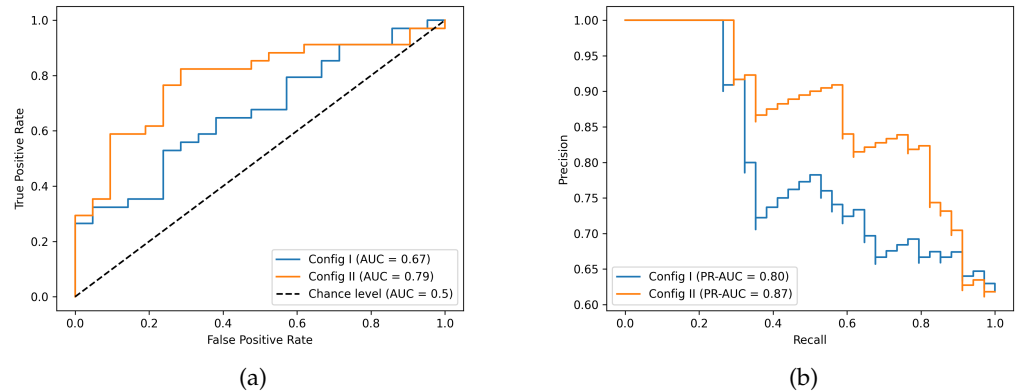 1.0
0.8
0.6
0.4
0.2
0.0
True Positive Rate
0.0 0.2 0.4 0.6 0.8 1.0
False Positive Rate
Config I (AUC = 0.67)
Config II (AUC = 0.79)
Chance level (AUC = 0.5)
(a)
1.00
0.95
0.90
0.85
0.80
0.75
0.70
0.65
0.60
Precision
0.0 0.2 0.4 0.6 0.8 1.0
Recall
Config I (PR-AUC = 0.80)
Config II (PR-AUC = 0.87)
(b)